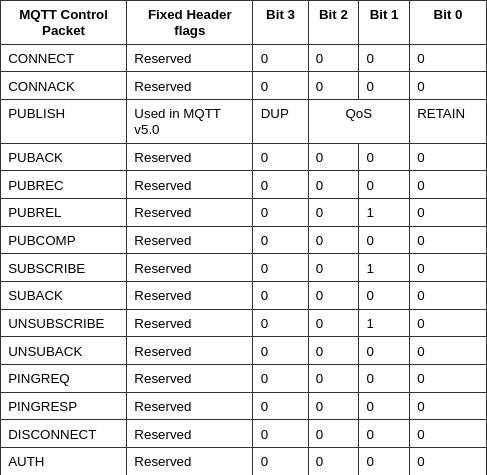 MQTT Control Packet Fixed Header flags Bit 3 Bit 2 Bit 1 Bit 0
CONNECT Reserved 0 0 0 0
CONNACK Reserved 0 0 0 0
PUBLISH Used in MQTT v5.0 DUP QoS RETAIN
PUBACK Reserved 0 0 0 0
PUBREC Reserved 0 0 0 0
PUBREL Reserved 0 0 1 0
PUBCOMP Reserved 0 0 0 0
SUBSCRIBE Reserved 0 0 1 0
SUBACK Reserved 0 0 0 0
UNSUBSCRIBE Reserved 0 0 1 0
UNSUBACK Reserved 0 0 0 0
PINGREQ Reserved 0 0 0 0
PINGRESP Reserved 0 0 0 0
DISCONNECT Reserved 0 0 0 0
AUTH Reserved 0 0 0 0